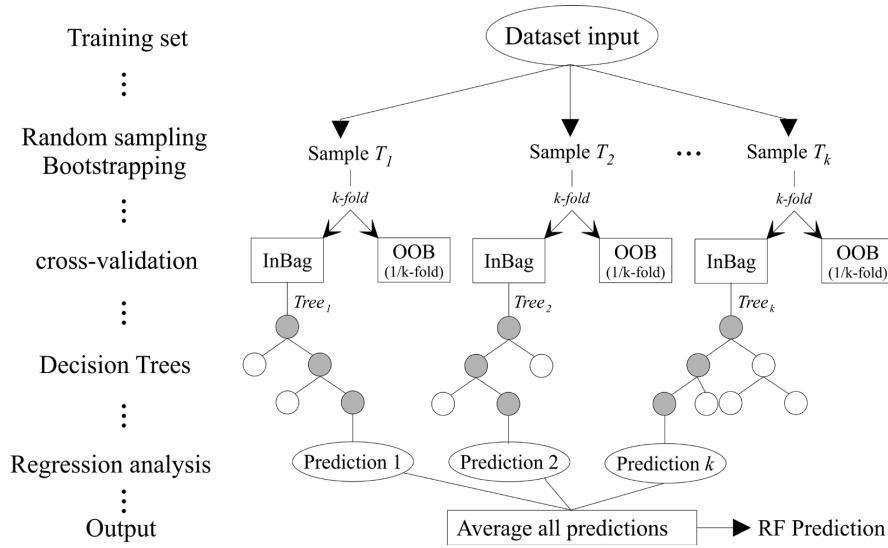 Training set
Dataset input
Random sampling
Bootstrapping
Sample T1
Sample T2
...
Sample Tk
k-fold
k-fold
k-fold
cross-validation
InBag
OOB
(1/k-fold)
InBag
OOB
(1/k-fold)
InBag
OOB
(1/k-fold)
Tree1
Tree2
Treek
Decision Trees
Regression analysis
Prediction 1
Prediction 2
Prediction k
Output
Average all predictions
RF Prediction